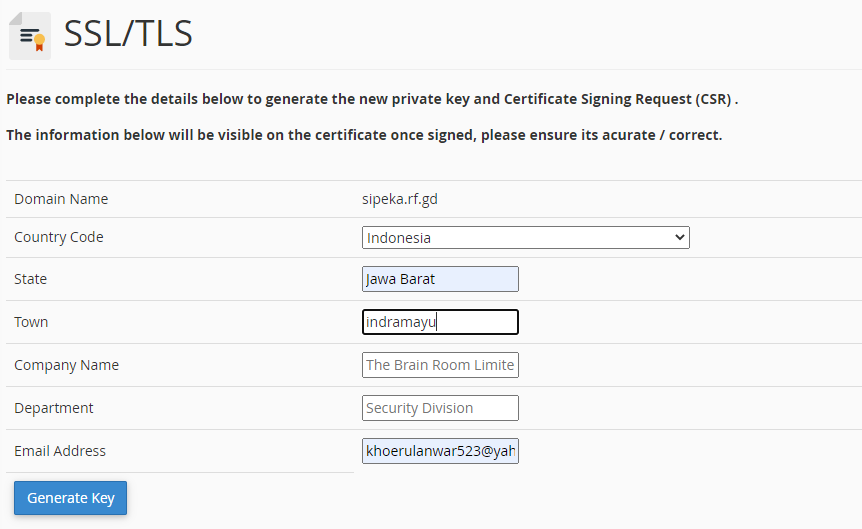 SSL/TLS
Please complete the details below to generate the new private key and Certificate Signing Request (CSR) .
The information below will be visible on the certificate once signed, please ensure its acurate / correct.
Domain Name sipeka.rf.gd
Country Code Indonesia
State Jawa Barat
Town indramayu
Company Name The Brain Room Limite
Department Security Division
Email Address khoerulanwar523@yah
Generate Key